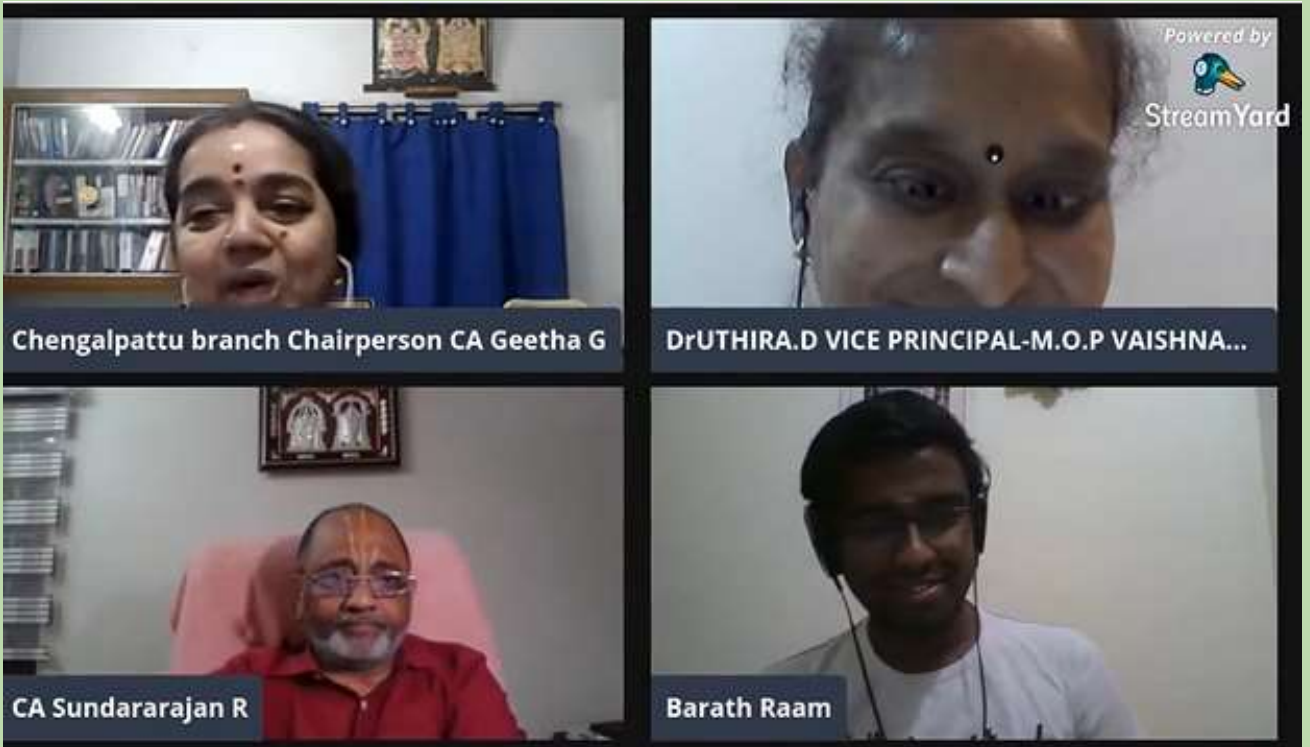 Powered by
StreamYard
Chengalpattu branch Chairperson CA Geetha G
DrUTHIRA.D VICE PRINCIPAL-M.O.P VAISHNA...
CA Sundararajan R
Barath Raam